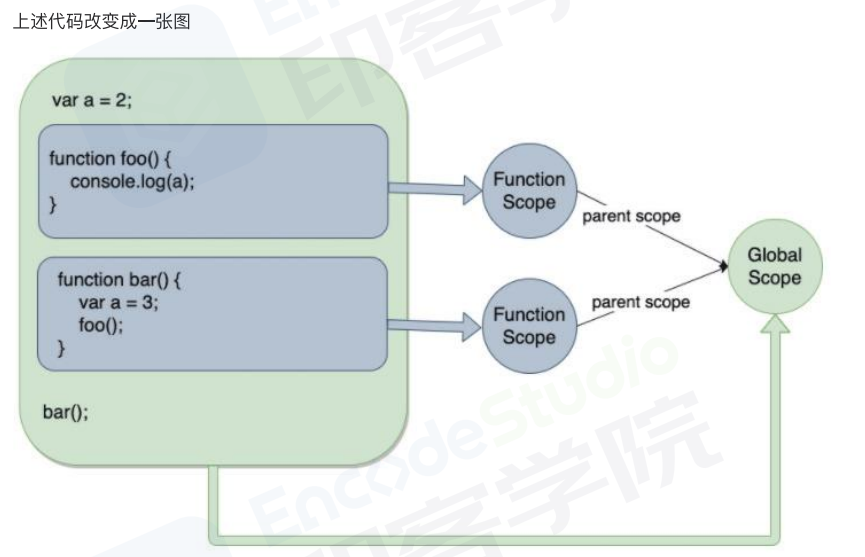 上述代码改变成一张图
var a = 2;
function foo() {
console.log(a);
}
function bar() {
var a = 3;
foo();
}
bar();
Function
Scope
parent scope
Function
Scope
parent scope
Global
Scope
印客学院
EncodeStudio
印客学院